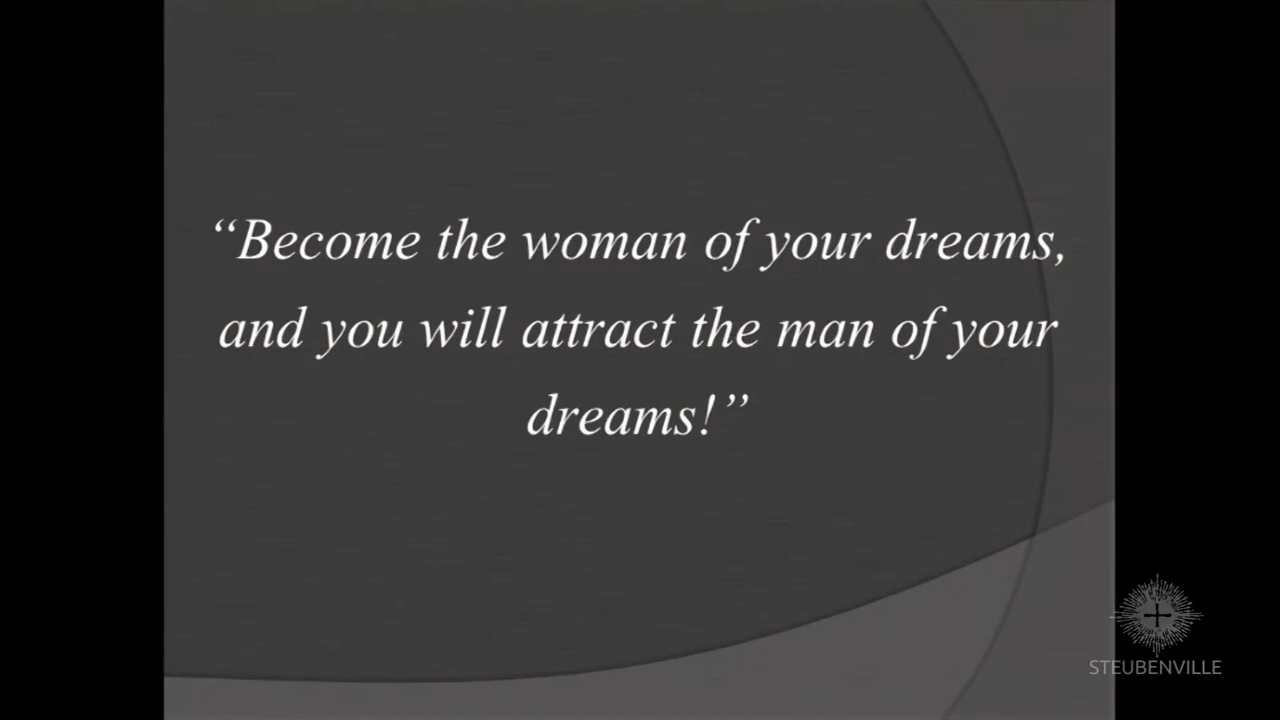 “Become the woman of your dreams,
and you will attract the man of your
dreams!”
STEUBENVILLE